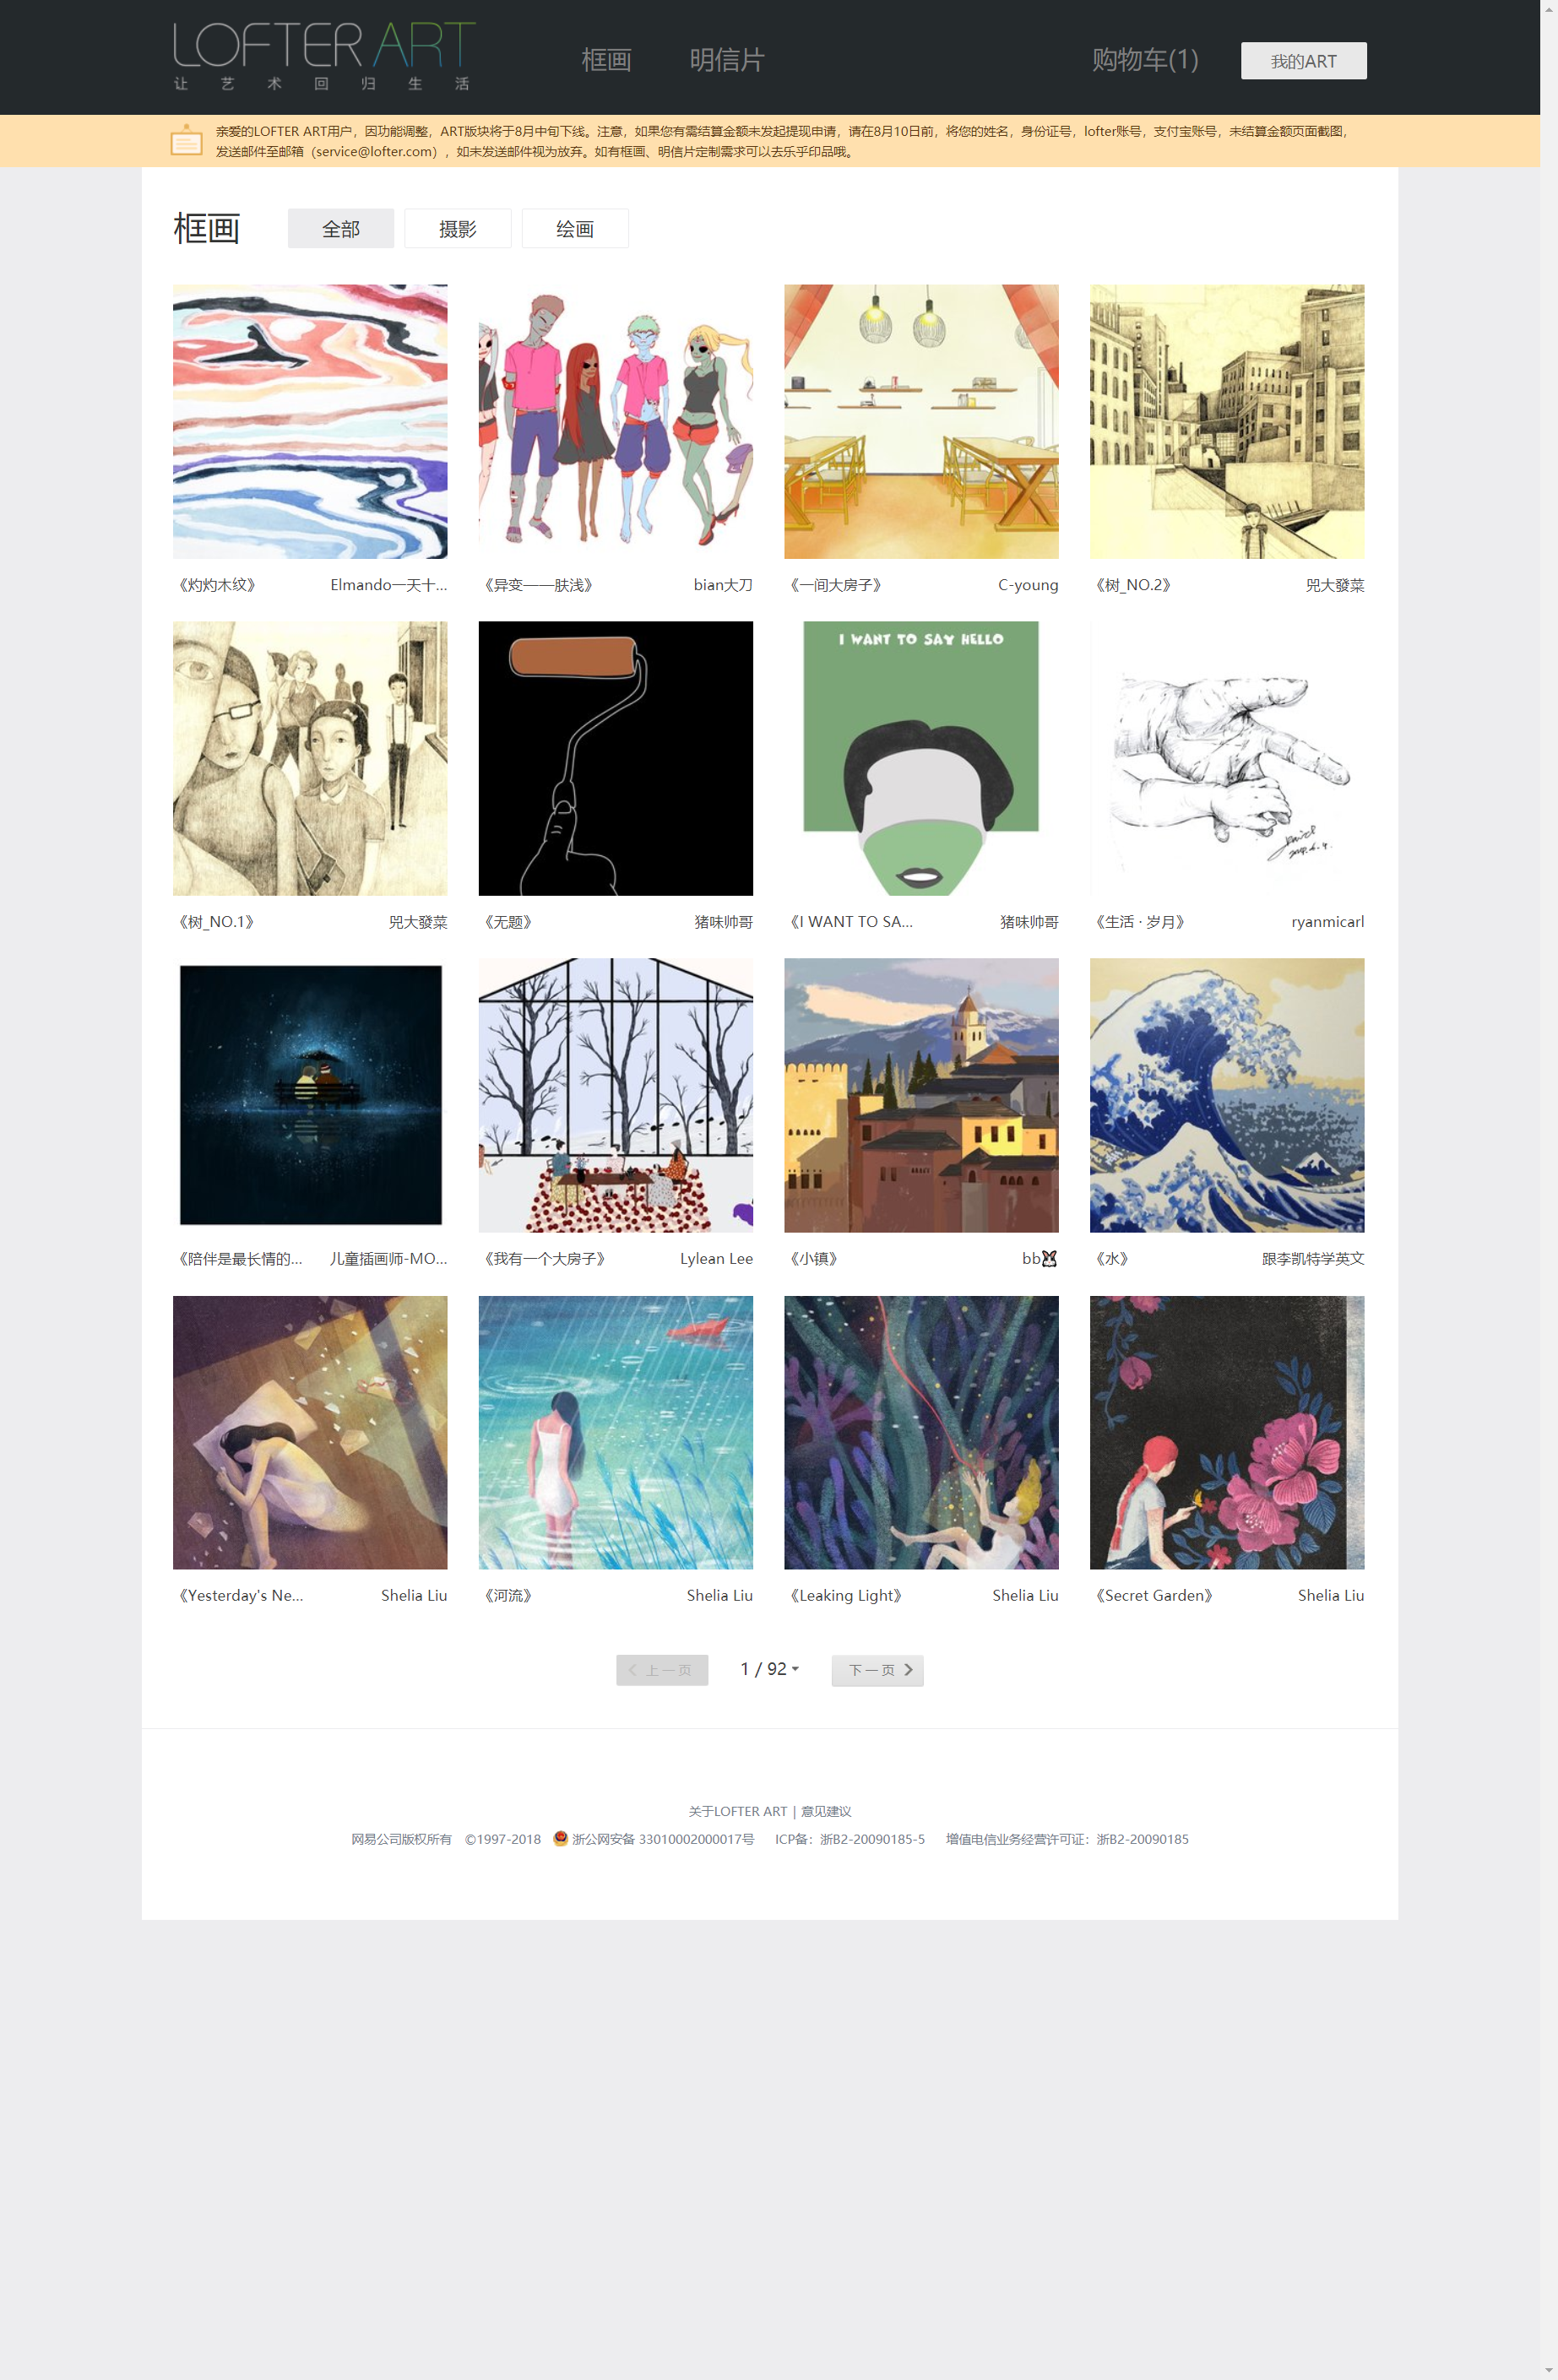 LOFTER ART
让艺术回归生活
框画 明信片 购物车(1) 我的ART
亲爱的LOFTER ART用户，因功能调整，ART版块将于8月中旬下线。注意，如果您有需结算金额未发起提现申请，请在8月10日前，将您的姓名，身份证号，lofter账号，支付宝账号，未结算金额页面截图，
发送邮件至邮箱（service@lofter.com），如未发送邮件视为放弃。如有框画、明信片定制需求可以去乐乎印品哦。
框画 全部 摄影 绘画
《灼灼木纹》 Elmando一天十... 《异变——肤浅》 bian大刀 《一间大房子》 C-young 《树_NO.2》 兕大發菜
I WANT TO SAY HELLO
《树_NO.1》 兕大發菜 《无题》 猪味帅哥 《I WANT TO SA... 猪味帅哥 《生活 · 岁月》 ryanmicarl
《陪伴是最长情的... 儿童插画师-MO... 《我有一个大房子》 Lylean Lee 《小镇》 bb🐰 《水》 跟李凯特学英文
《Yesterday's Ne... Shelia Liu 《河流》 Shelia Liu 《Leaking Light》 Shelia Liu 《Secret Garden》 Shelia Liu
上一页 1 / 92 下一页
关于LOFTER ART | 意见建议
网易公司版权所有 ©1997-2018 浙公网安备 33010002000017号 ICP备：浙B2-20090185-5 增值电信业务经营许可证：浙B2-20090185